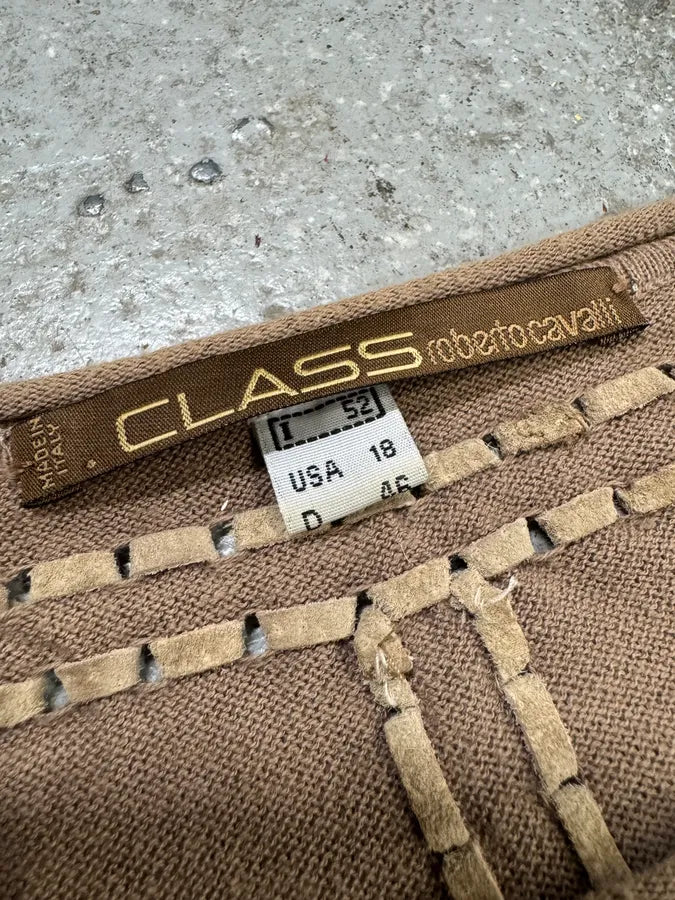 CLASS roberto cavalli
MADE IN
ITALY
I 52
USA 18
D 46